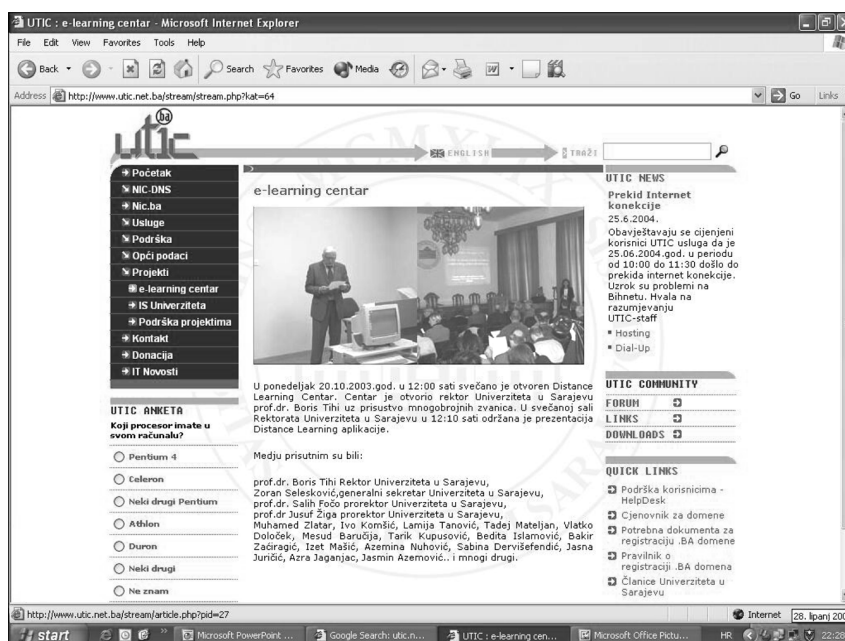 UTIC : e-learning centar - Microsoft Internet Explorer
File Edit View Favorites Tools Help
Back Search Favorites Media
Address http://www.utic.net.ba/stream/stream.php?kat=64 Go Links
ba
utic
ENGLISH TRAŽI
Početak
NIC-DNS
Nic.ba
Usluge
Podrška
Opći podaci
Projekti
e-learning centar
IS Univerziteta
Podrška projektima
Kontakt
Donacija
IT Novosti
UTIC ANKETA
Koji procesor imate u
svom računalu?
Pentium 4
Celeron
Neki drugi Pentium
Athlon
Duron
Neki drugi
Ne znam
e-learning centar
U ponedeljak 20.10.2003.god. u 12:00 sati svečano je otvoren Distance
Learning Centar. Centar je otvorio rektor Univerziteta u Sarajevu
prof.dr. Boris Tihi uz prisustvo mnogobrojnih zvanica. U svečanoj sali
Rektorata Univerziteta u Sarajevu u 12:10 sati održana je prezentacija
Distance Learning aplikacije.
Medju prisutnim su bili:
prof.dr. Boris Tihi Rektor Univerziteta u Sarajevu,
Zoran Selesković,generalni sekretar Univerziteta u Sarajevu,
prof.dr. Salih Fočo prorektor Univerziteta u Sarajevu,
prof.dr Jusuf Žiga prorektor Univerziteta u Sarajevu,
Muhamed Zlatar, Ivo Komšić, Lamija Tanović, Tadej Mateljan, Vlatko
Določek, Mesud Baručija, Tarik Kupusović, Bedita Islamović, Bakir
Zaćiragić, Izet Mašić, Azemina Nuhović, Sabina Dervišefendić, Jasna
Juričić, Azra Jaganjac, Jasmin Azemović.. i mnogi drugi.
UTIC NEWS
Prekid Internet
konekcije
25.6.2004.
Obavještavaju se cijenjeni
korisnici UTIC usluga da je
25.06.2004.god. u periodu
od 10:00 do 11:30 došlo do
prekida internet konekcije.
Uzrok su problemi na
Bihnetu. Hvala na
razumjevanju
UTIC-staff
Hosting
Dial-Up
UTIC COMMUNITY
FORUM
LINKS
DOWNLOADS
QUICK LINKS
Podrška korisnicima -
HelpDesk
Cjenovnik za domene
Potrebna dokumenta za
registraciju .BA domene
Pravilnik o
registraciji .BA domena
Članice Univerziteta u
Sarajevu
http://www.utic.net.ba/stream/article.php?pid=27 Internet 28. lipanj 200
start Microsoft PowerPoint ... Google Search: utic.n... UTIC : e-learning cen... Microsoft Office Pictu... HR 22:28